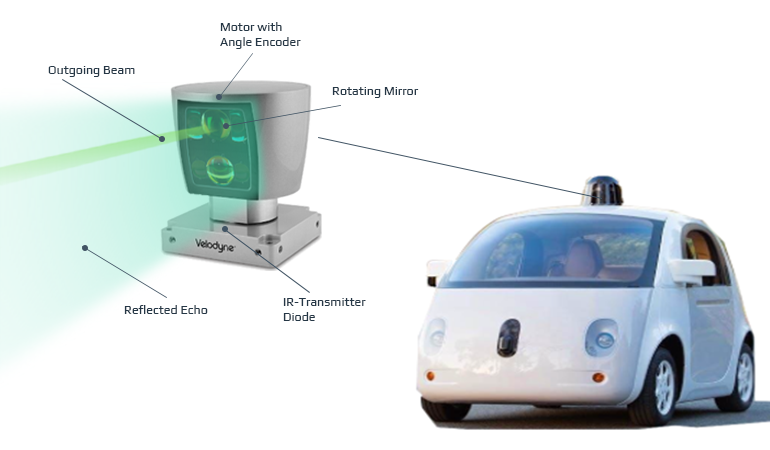 Motor with
Angle Encoder
Outgoing Beam
Rotating Mirror
Velodyne
Reflected Echo
IR-Transmitter
Diode